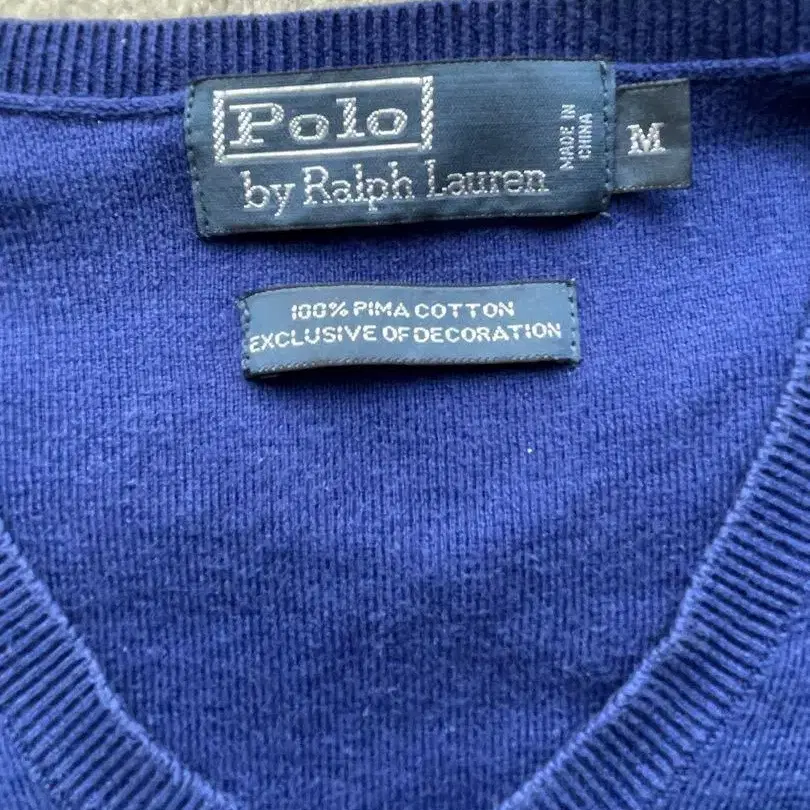 Polo
by Ralph Lauren
MADE IN
CHINA
M
100% PIMA COTTON
EXCLUSIVE OF DECORATION